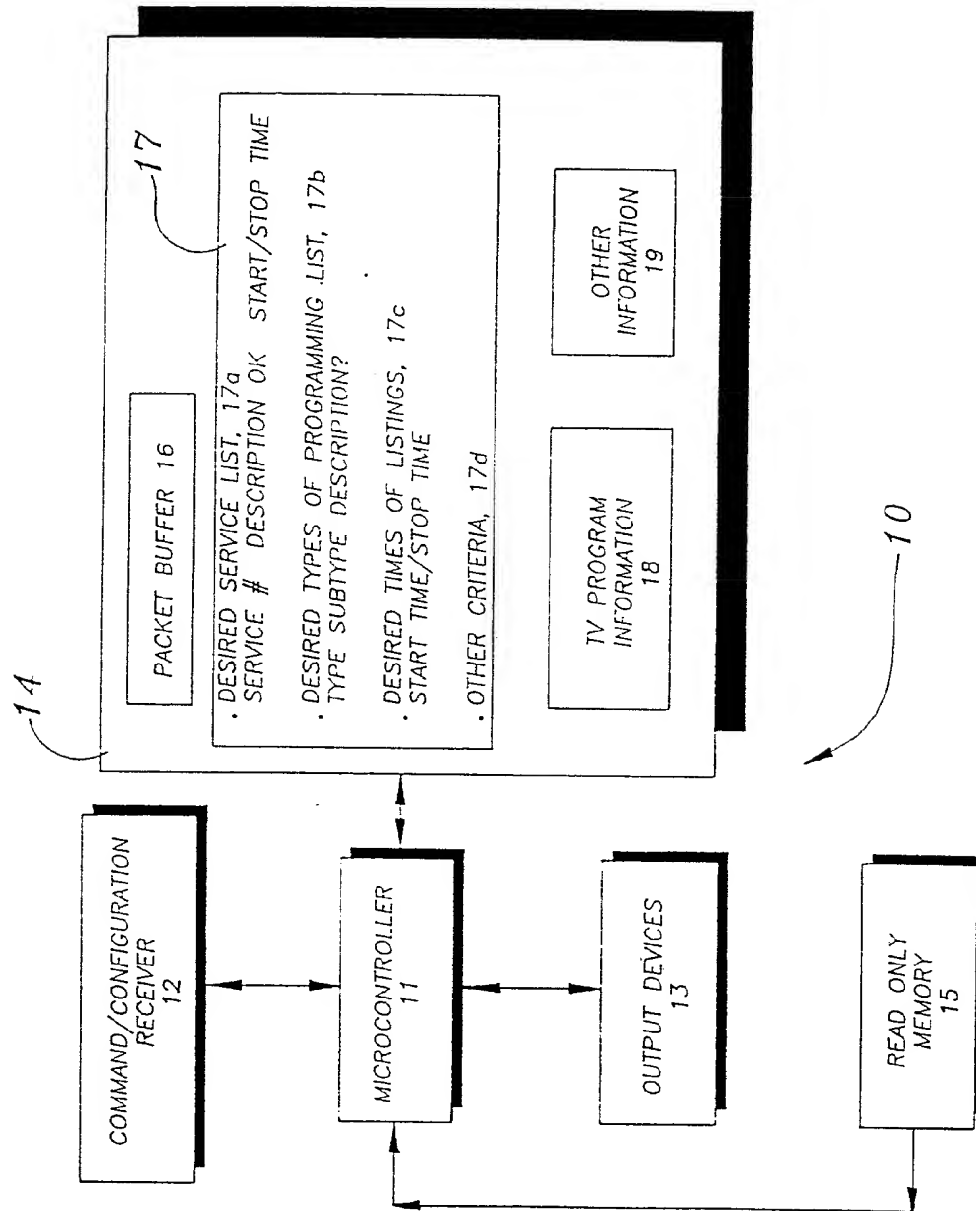 14
PACKET BUFFER 16
17
· DESIRED SERVICE LIST, 17a
SERVICE # DESCRIPTION OK START/STOP TIME
· DESIRED TYPES OF PROGRAMMING .LIST, 17b
TYPE SUBTYPE DESCRIPTION?
· DESIRED TIMES OF LISTINGS, 17c
START TIME/STOP TIME
· OTHER CRITERIA, 17d
TV PROGRAM
INFORMATION
18
OTHER
INFORMATION
19
COMMAND/CONFIGURATION
RECEIVER
12
MICROCONTROLLER
11
OUTPUT DEVICES
13
READ ONLY
MEMORY
15
10